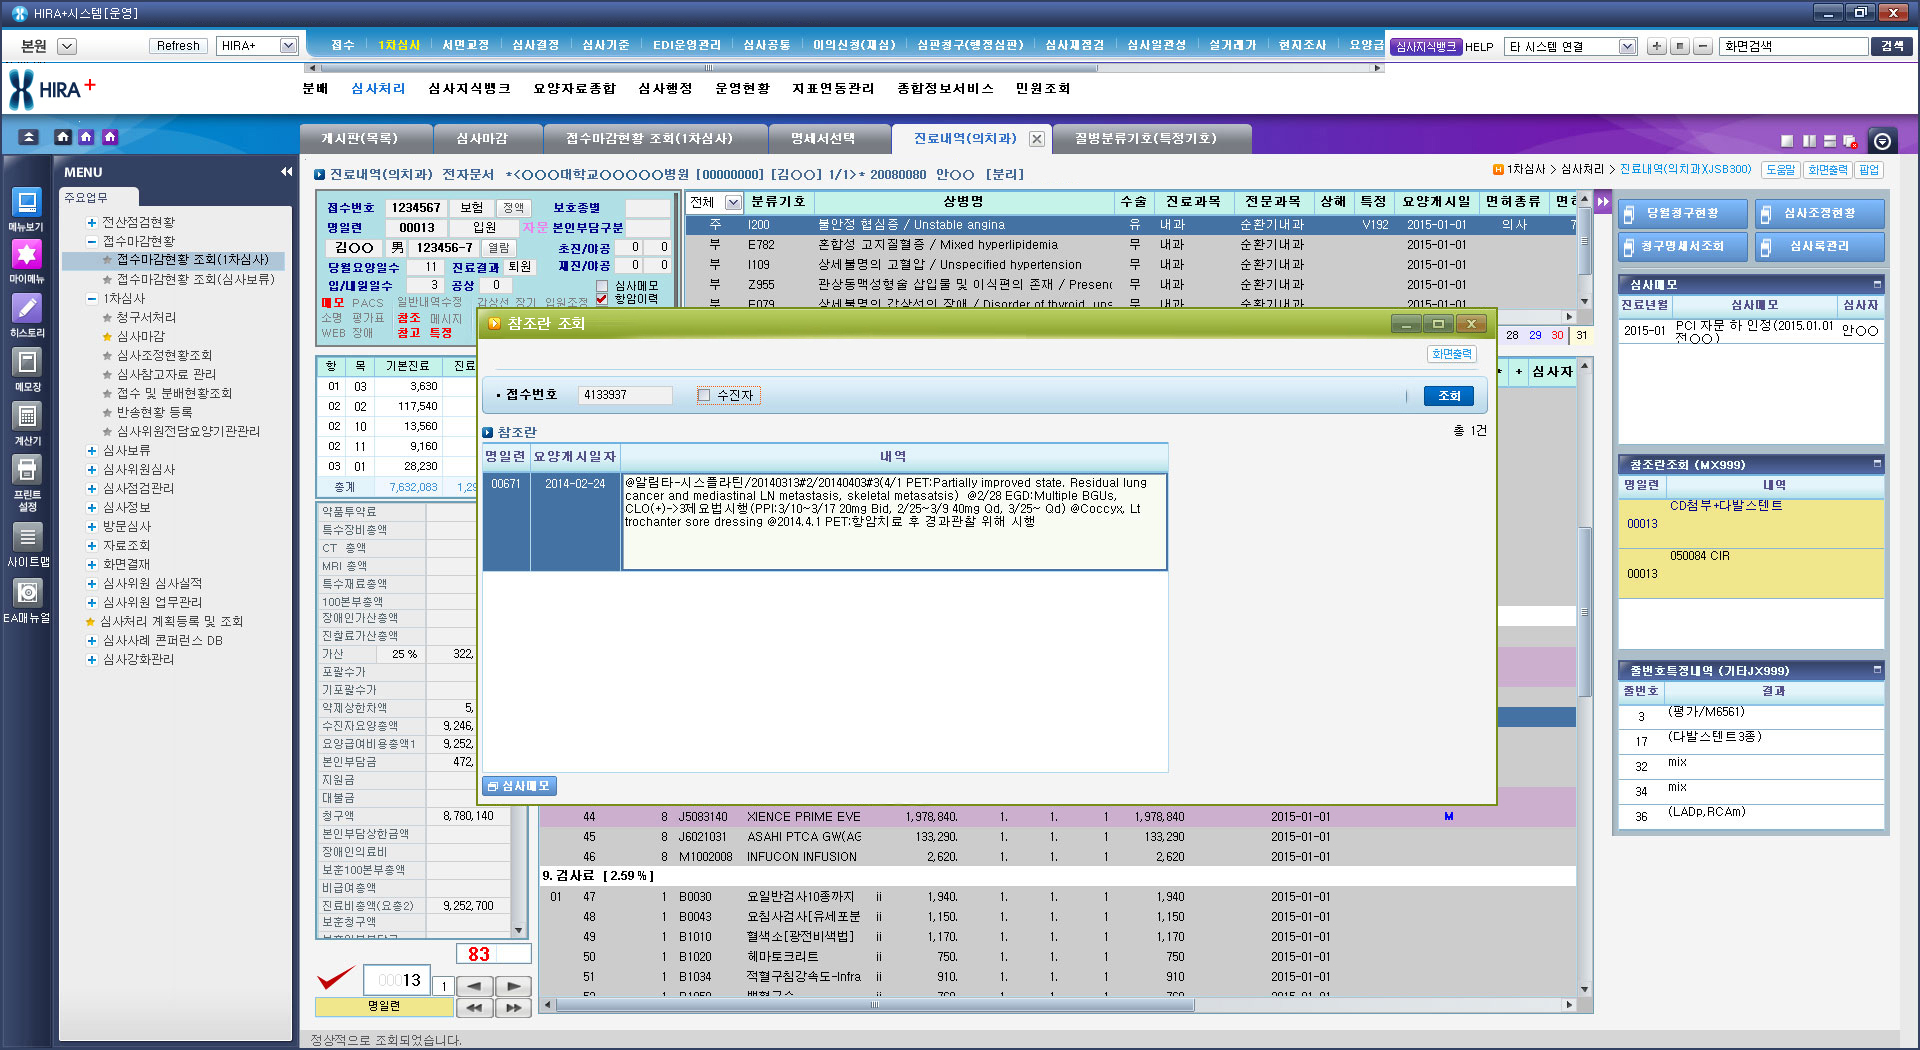 HIRA+시스템[운영]
본원 Refresh HIRA+ 접수 1차심사 서면교정 심사결정 심사기준 EDI운영관리 심사공통 이의신청(재심) 심판청구(행정심판) 심사재점검 심사일관성 실거래가 현지조사 요양급 심사지식뱅크 HELP 타 시스템 연결 화면검색 검색
HIRA+ 분배 심사처리 심사지식뱅크 요양자료종합 심사행정 운영현황 지표연동관리 종합정보서비스 민원조회
게시판(목록) 심사마감 접수마감현황 조회(1차심사) 명세서선택 진료내역(의치과) 질병분류기호(특정기호)
메뉴보기
마이메뉴
히스토리
메모장
계산기
프린트
설정
사이트맵
EA매뉴얼
MENU
주요업무
전산점검현황
접수마감현황
접수마감현황 조회(1차심사)
접수마감현황 조회(심사보류)
1차심사
청구서처리
심사마감
심사조정현황조회
심사참고자료 관리
접수 및 분배현황조회
반송현황 등록
심사위원전담요양기관관리
심사보류
심사위원심사
심사점검관리
심사정보
방문심사
자료조회
화면결재
심사위원 심사실적
심사위원 업무관리
심사처리 계획등록 및 조회
심사사례 콘퍼런스 DB
심사강화관리
진료내역(의치과) 전자문서 *<○○○대학교○○○○○병원 [00000000] [김○○] 1/1>* 20080080 안○○ [분리]
1차심사 > 심사처리 > 진료내역(의치과)(JSB300) 도움말 화면출력 팝업
접수번호 1234567 보험 정액 보호종별
명일련 00013 입원 자문 본인부담구분
김○○ 男 123456-7 열람 초진/야공 0 0
당월요양일수 11 진료결과 퇴원 재진/야공 0 0
입/내원일수 3 공상 0 심사메모
메모 PACS 일반내역수정 갑상선 장기 입원조정 항암이력
소명 평가표 참조 메시지
WEB 장애 참고 특정
전체 분류기호 상병명 수술 진료과목 전문과목 상해 특정 요양개시일 면허종류 면허
주 I200 불안정 협심증 / Unstable angina 유 내과 순환기내과 V192 2015-01-01 의사 7
부 E782 혼합성 고지질혈증 / Mixed hyperlipidemia 무 내과 순환기내과 2015-01-01
부 I109 상세불명의 고혈압 / Unspecified hypertension 무 내과 순환기내과 2015-01-01
부 Z955 관상동맥성형술 삽입물 및 이식편의 존재 / Presenc 무 내과 순환기내과 2015-01-01
부 E079 상세불명의 갑상선의 장애 / Disorder of thyroid, uns 무 내과 순환기내과 2015-01-01
28 29 30 31
* + 심사자
항 목 기본진료 진료
01 03 3,630
02 02 117,540
02 10 13,560
02 11 9,160
03 01 28,230
총계 7,632,083 1,29
약품투약료
특수장비총액
CT 총액
MRI 총액
특수재료총액
100본부총액
장애인가산총액
진찰료가산총액
가산 25 % 322,
포괄수가
기포괄수가
약제상한차액 5,
수진자요양총액 9,246,
요양급여비용총액1 9,252,
본인부담금 472,
지원금
대불금
청구액 8,780,140
본인부담상한금액
장애인의료비
보훈100본부총액
비급여총액
진료비총액(요총2) 9,252,700
보훈청구액
83
00013 1
명일련
참조란 조회
화면출력
접수번호 4133937 수진자 조회
참조란 총 1건
명일련 요양개시일자 내역
00671 2014-02-24 @알림타-시스플라틴/20140313#2/20140403#3(4/1 PET:Partially improved state. Residual lung
cancer and mediastinal LN metastasis, skeletal metasatsis) @2/28 EGD:Multiple BGUs,
CLO(+)->3제요법시행(PPI:3/10~3/17 20mg Bid, 2/25~3/9 40mg Qd, 3/25~ Qd) @Coccyx, Lt
trochanter sore dressing @2014.4.1 PET:항암치료 후 경과관찰 위해 시행
심사메모
44 8 J5083140 XIENCE PRIME EVE 1,978,840. 1. 1. 1 1,978,840 2015-01-01 M
45 8 J6021031 ASAHI PTCA GW(AG 133,290. 1. 1. 1 133,290 2015-01-01
46 8 M1002008 INFUCON INFUSION 2,620. 1. 1. 1 2,620 2015-01-01
9. 검사료 [ 2.59 % ]
01 47 1 B0030 요일반검사10종까지 ii 1,940. 1. 1. 1 1,940 2015-01-01
48 1 B0043 요침사검사[유세포분 ii 1,150. 1. 1. 1 1,150 2015-01-01
49 1 B1010 혈색소[광전비색법] ii 1,170. 1. 1. 1 1,170 2015-01-01
50 1 B1020 헤마토크리트 ii 750. 1. 1. 1 750 2015-01-01
51 1 B1034 적혈구침강속도-Infra ii 910. 1. 1. 1 910 2015-01-01
52 1 B1050 백혈구수 ii 760. 1. 1. 1 760 2015-01-01
당월청구현황 심사조정현황
청구명세서조회 심사록관리
심사메모
진료년월 심사메모 심사자
2015-01 PCI 자문 하 인정(2015.01.01 안○○
전○○)
참조란조회 (MX999)
명일련 내역
00013 CD첨부+다발스텐트
00013 050084 CIR
줄번호특정내역 (기타JX999)
줄번호 결과
3 (평가/M6561)
17 (다발스텐트3종)
32 mix
34 mix
36 (LADp,RCAm)
정상적으로 조회되었습니다.